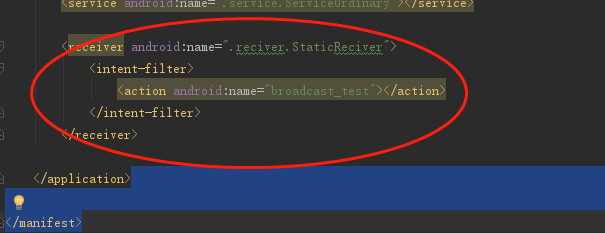 <service android:name=".service.ServiceOrdinary"></service>
<receiver android:name=".reciver.StaticReciver">
<intent-filter>
<action android:name="broadcast_test"></action>
</intent-filter>
</receiver>
</application>
</manifest>